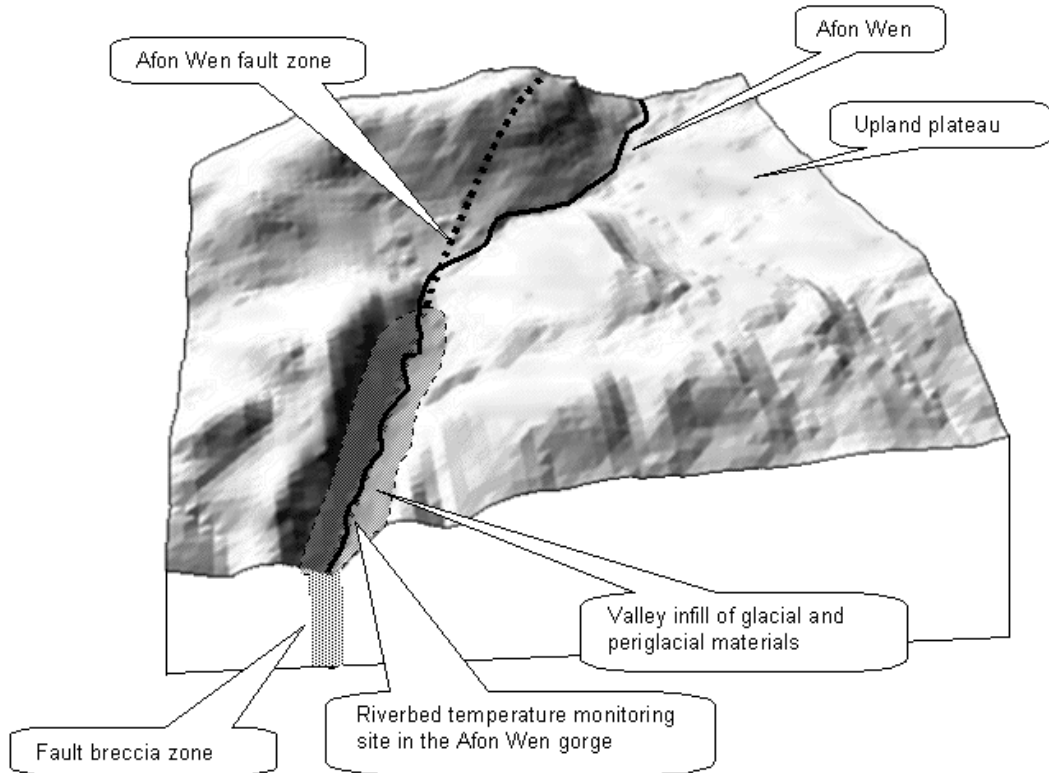 Afon Wen fault zone
Afon Wen
Upland plateau
Valley infill of glacial and
periglacial materials
Riverbed temperature monitoring
site in the Afon Wen gorge
Fault breccia zone